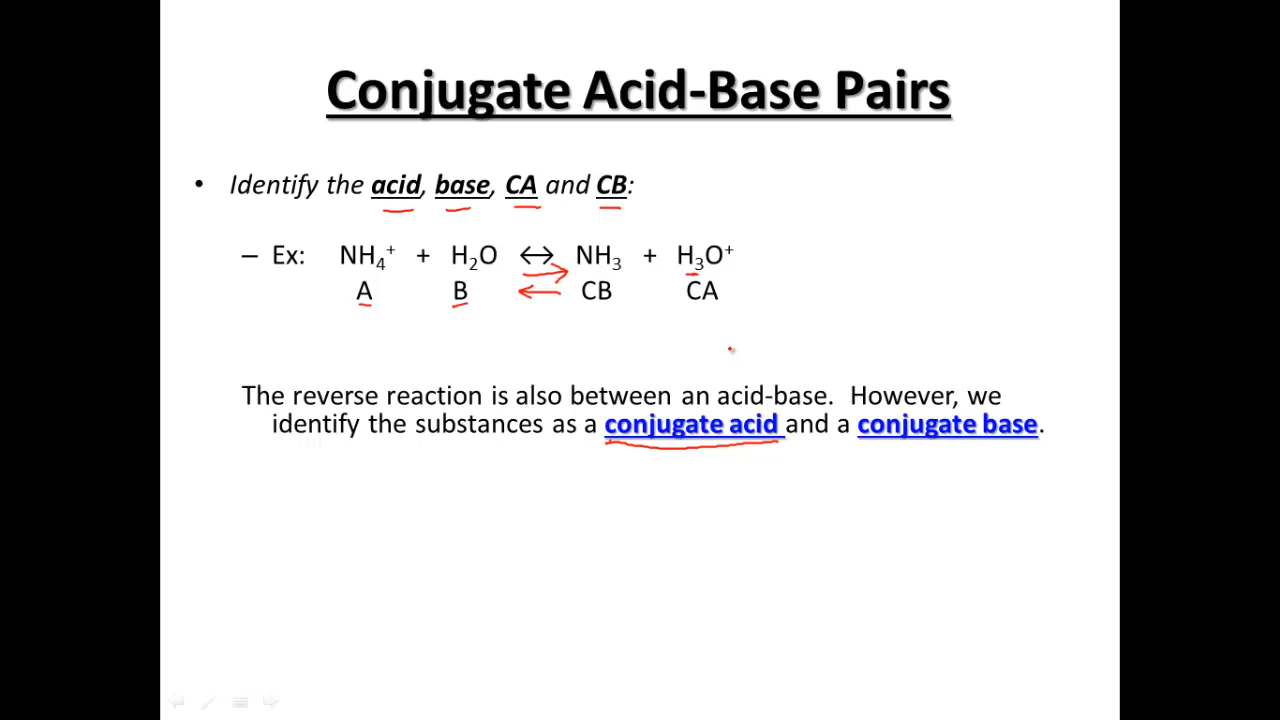 Conjugate Acid-Base Pairs
• Identify the acid, base, CA and CB:
– Ex: NH₄⁺ + H₂O ↔ NH₃ + H₃O⁺
A B CB CA
The reverse reaction is also between an acid-base. However, we
identify the substances as a conjugate acid and a conjugate base.